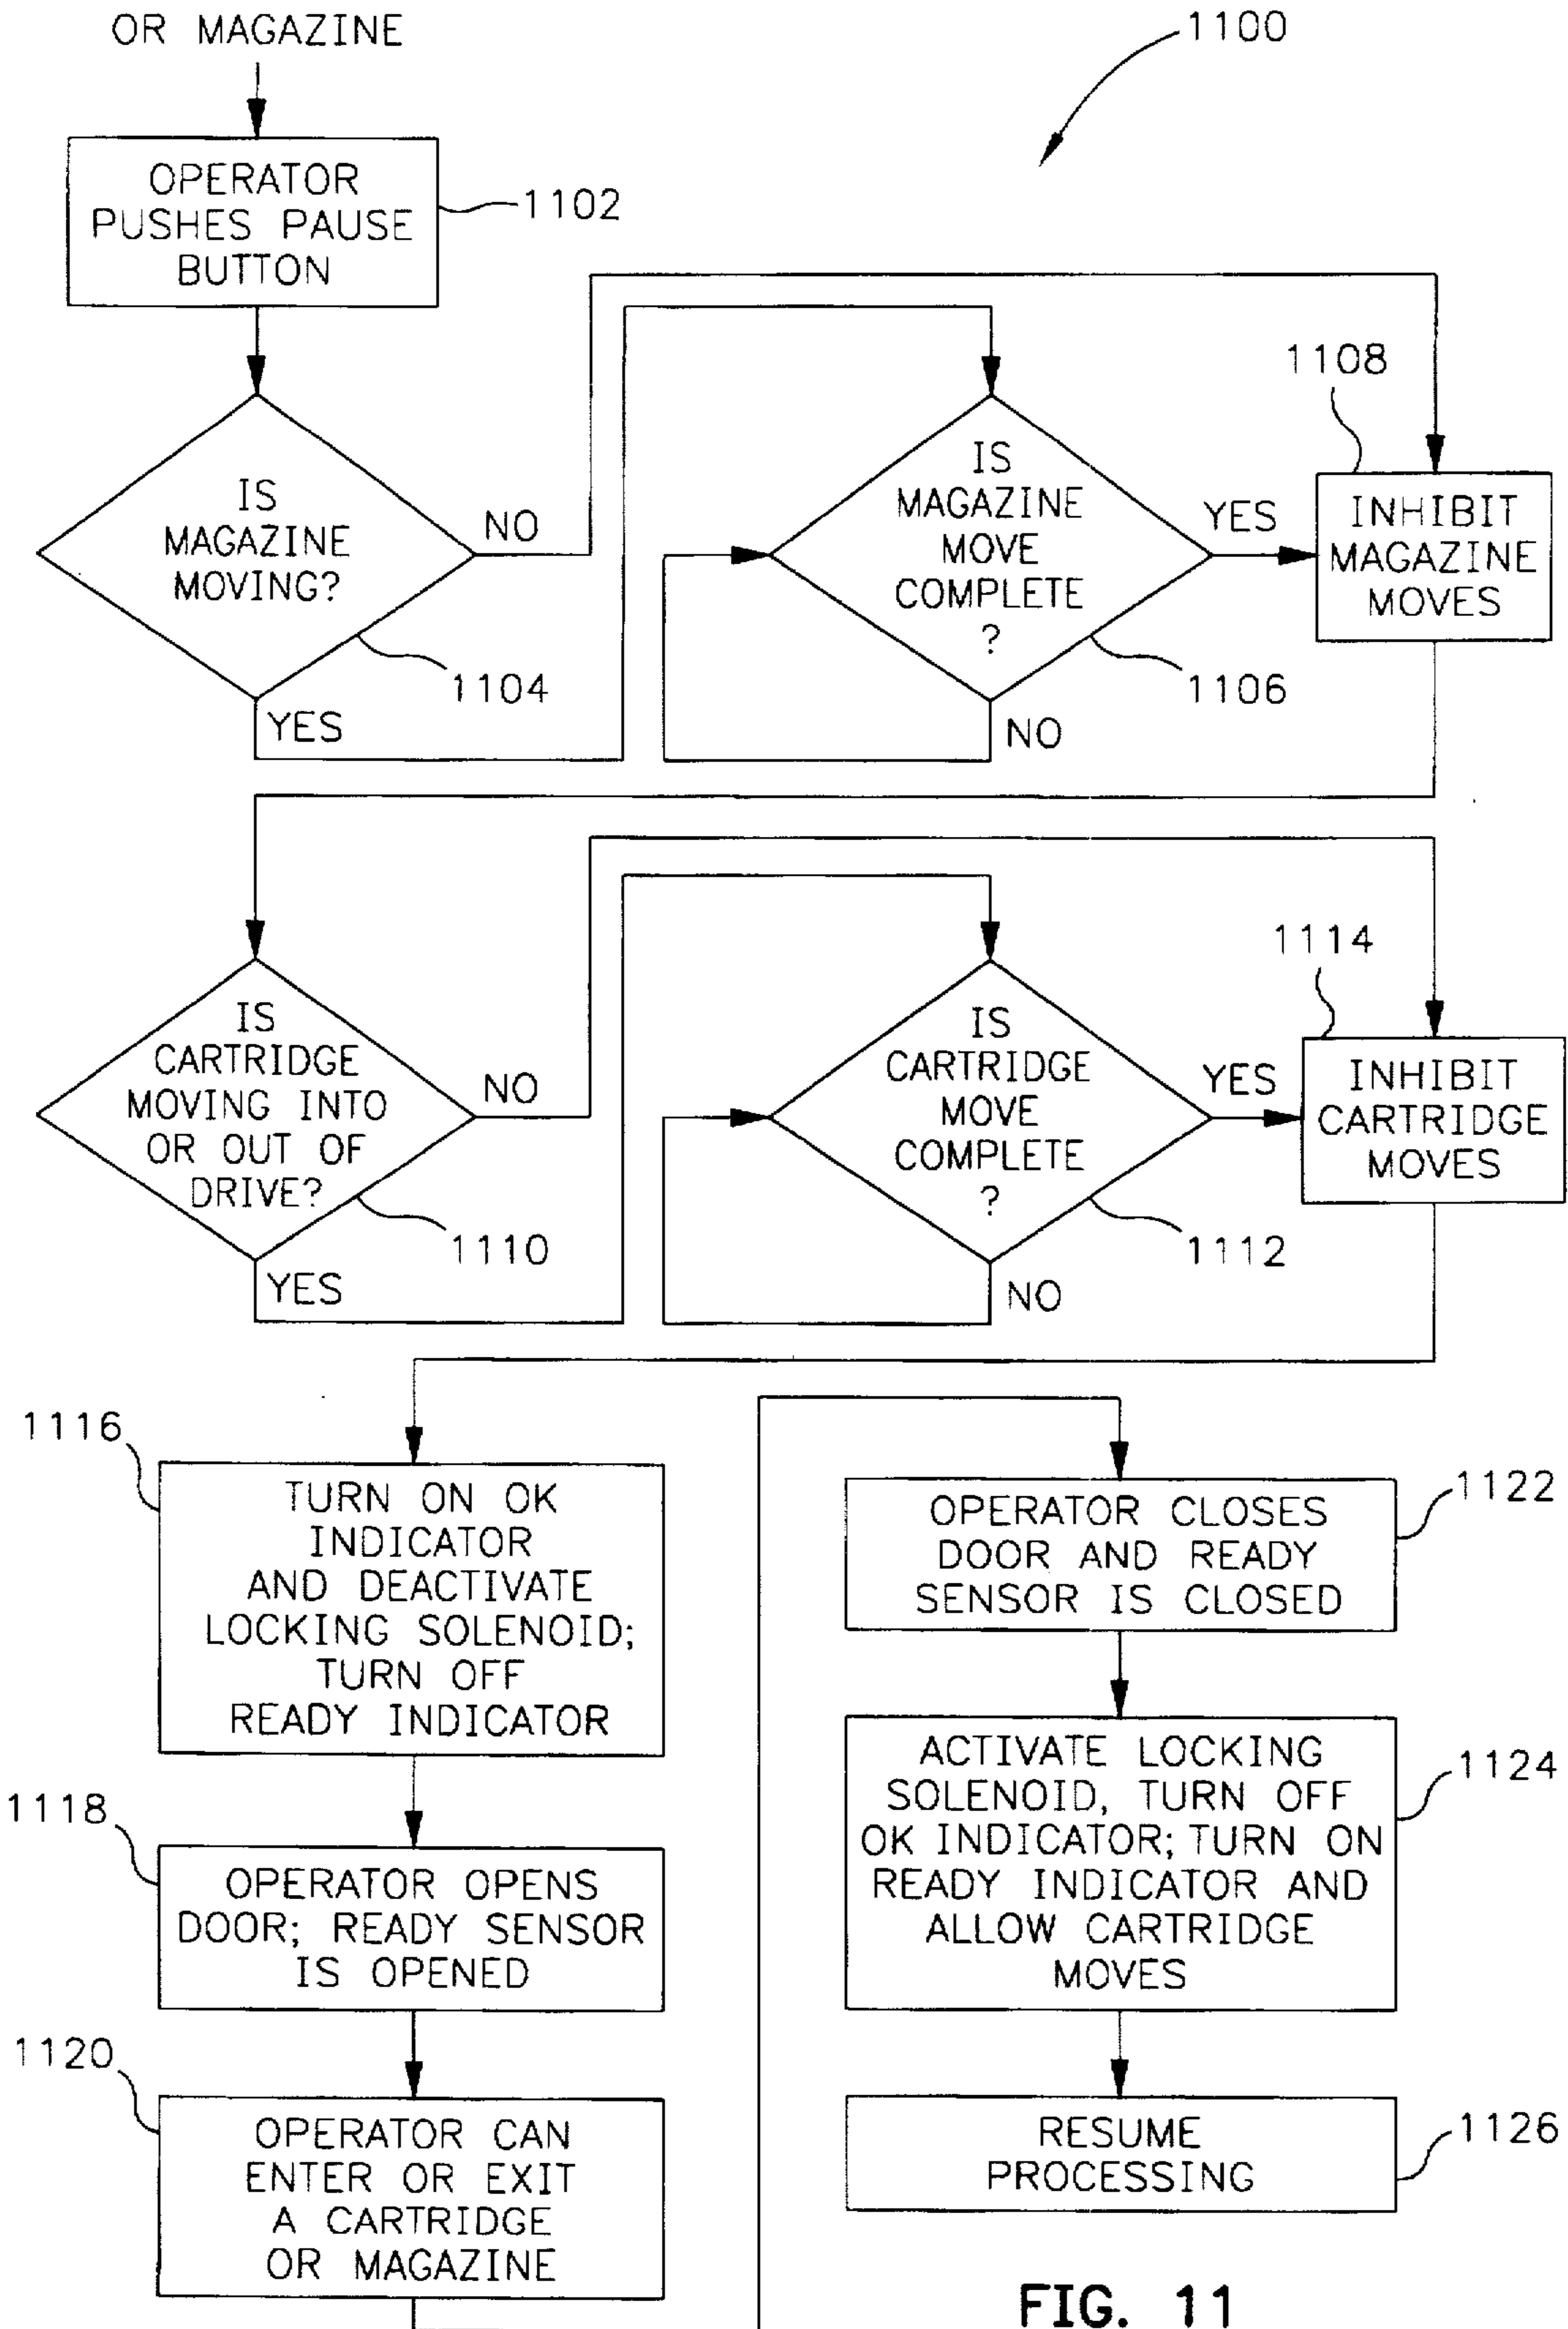 OR MAGAZINE
1100
OPERATOR
PUSHES PAUSE
BUTTON
1102
IS
MAGAZINE
MOVING?
NO
YES
1104
IS
MAGAZINE
MOVE
COMPLETE
?
YES
NO
1106
1108
INHIBIT
MAGAZINE
MOVES
IS
CARTRIDGE
MOVING INTO
OR OUT OF
DRIVE?
NO
YES
1110
IS
CARTRIDGE
MOVE
COMPLETE
?
YES
NO
1112
1114
INHIBIT
CARTRIDGE
MOVES
1116
TURN ON OK
INDICATOR
AND DEACTIVATE
LOCKING SOLENOID;
TURN OFF
READY INDICATOR
1118
OPERATOR OPENS
DOOR; READY SENSOR
IS OPENED
1120
OPERATOR CAN
ENTER OR EXIT
A CARTRIDGE
OR MAGAZINE
OPERATOR CLOSES
DOOR AND READY
SENSOR IS CLOSED
1122
ACTIVATE LOCKING
SOLENOID, TURN OFF
OK INDICATOR; TURN ON
READY INDICATOR AND
ALLOW CARTRIDGE
MOVES
1124
RESUME
PROCESSING
1126
FIG. 11